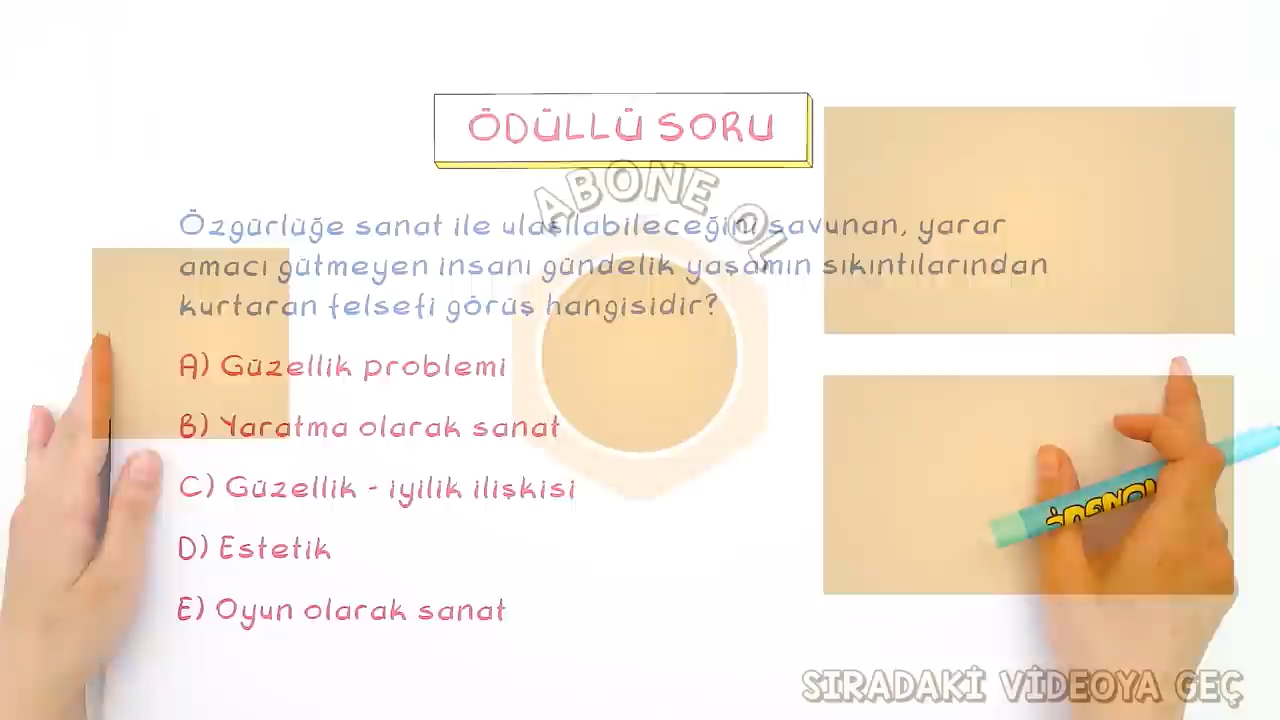 ÖDÜLLÜ SORU
ABONE OL
Özgürlüğe sanat ile ulaşılabileceğini savunan, yarar
amacı gütmeyen insanı gündelik yaşamın sıkıntılarından
kurtaran felsefi görüş hangisidir?
A) Güzellik problemi
B) Yaratma olarak sanat
C) Güzellik - iyilik ilişkisi
D) Estetik
E) Oyun olarak sanat
SIRADAKİ VİDEOYA GEÇ